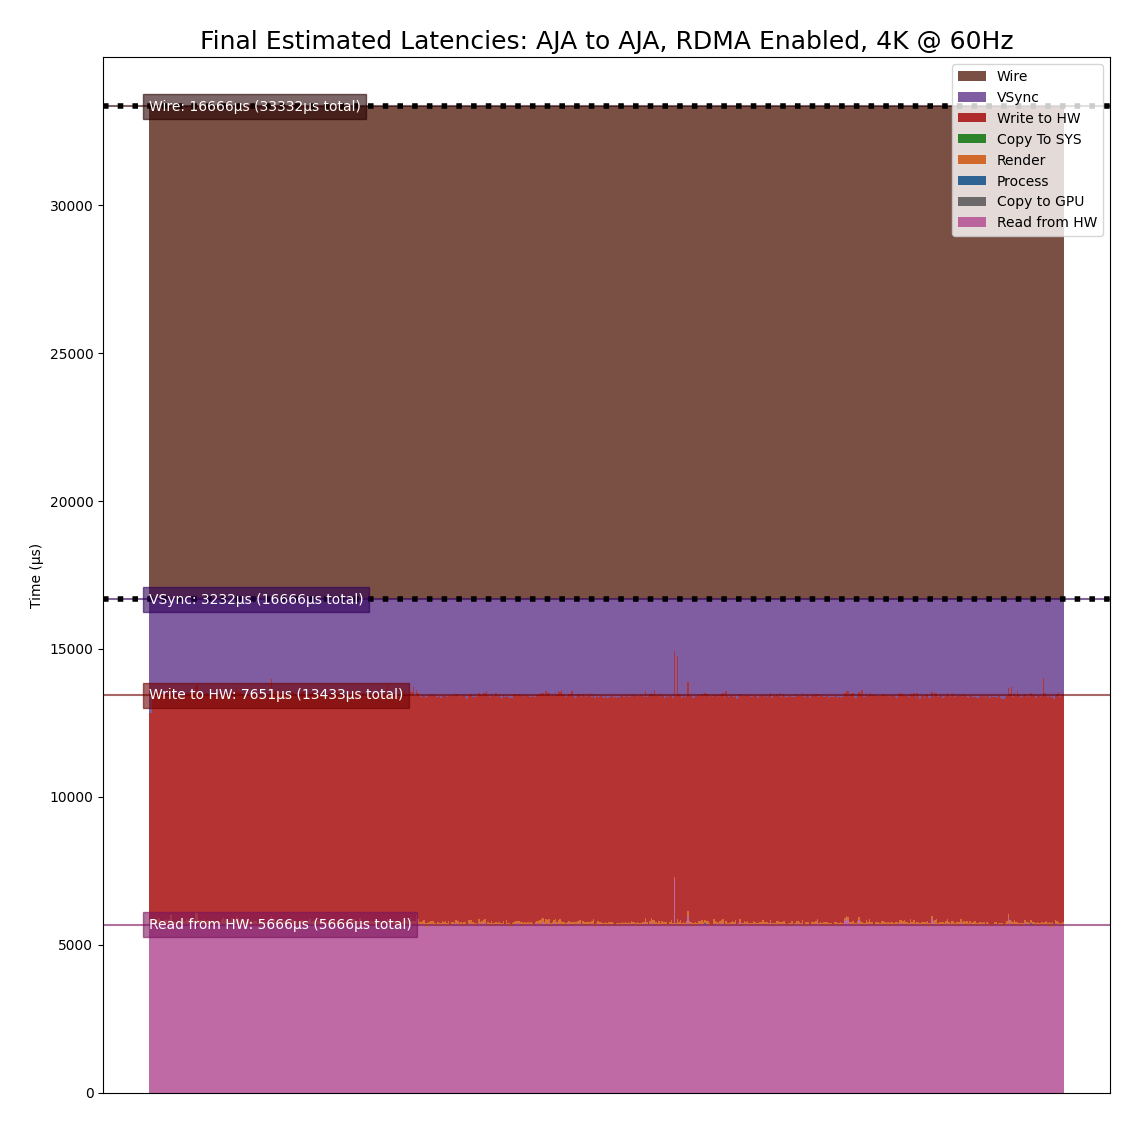 Final Estimated Latencies: AJA to AJA, RDMA Enabled, 4K @ 60Hz
Wire
VSync
Write to HW
Copy To SYS
Render
Process
Copy to GPU
Read from HW
Wire: 16666µs (33332µs total)
30000
25000
20000
Time (µs)
VSync: 3232µs (16666µs total)
15000
Write to HW: 7651µs (13433µs total)
10000
Read from HW: 5666µs (5666µs total)
5000
0